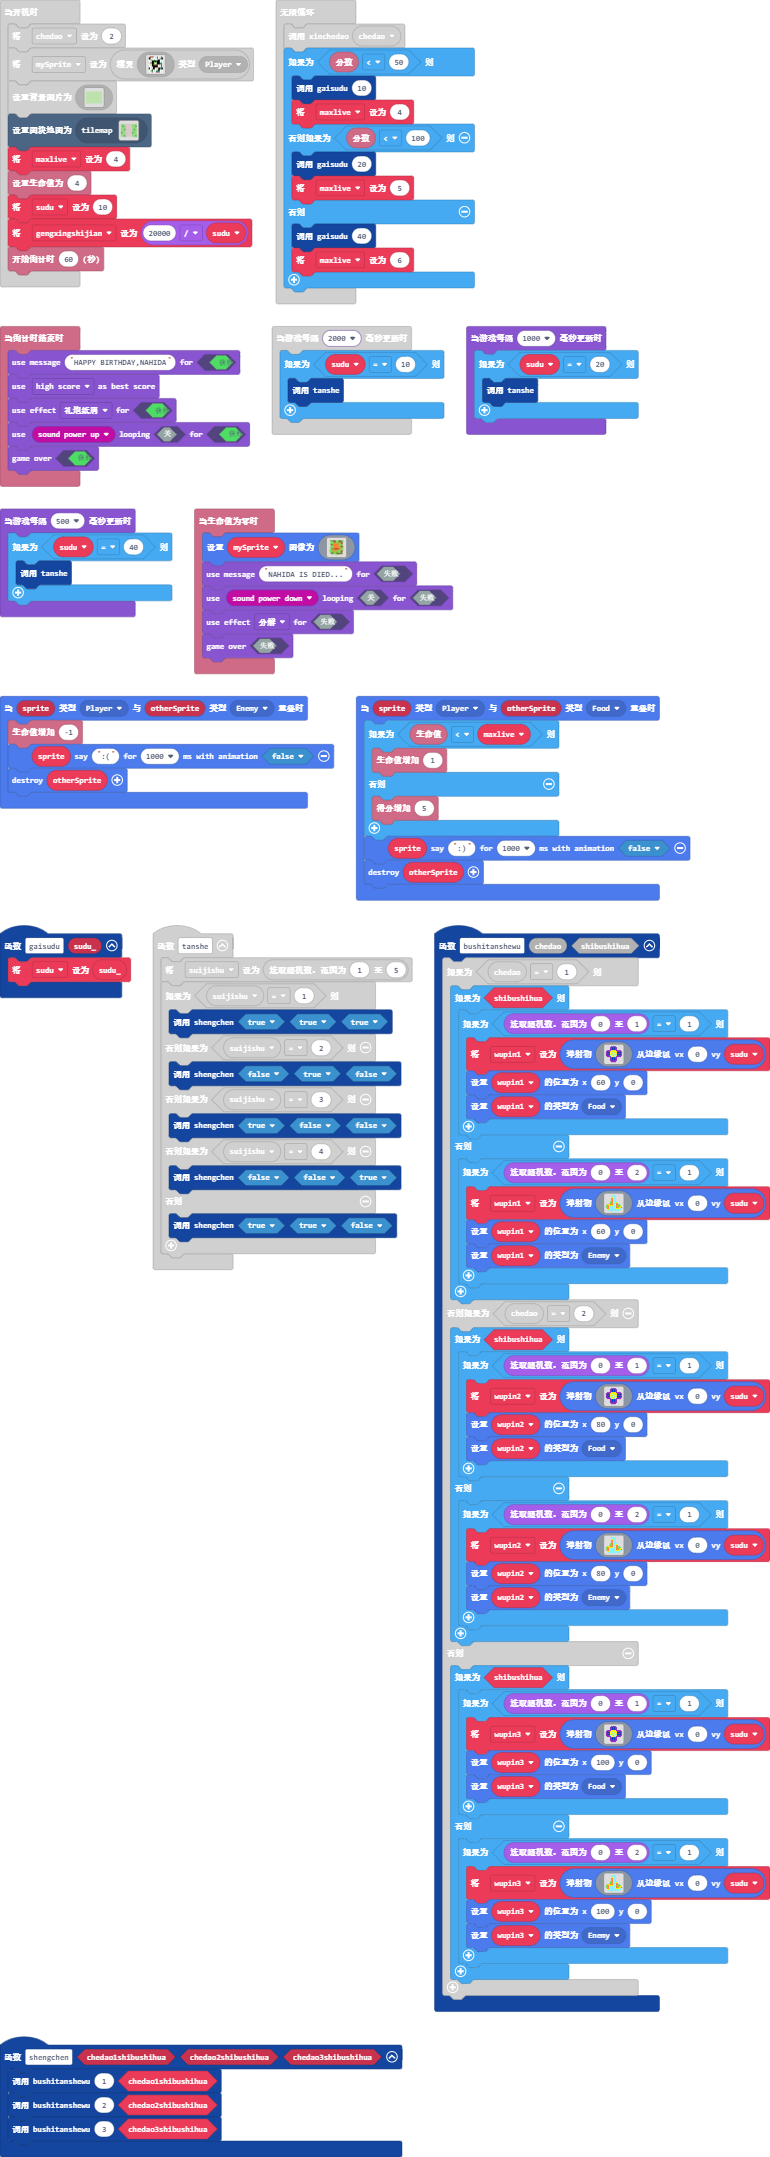 当开机时
将 chedao 设为 2
将 mySprite 设为 精灵 类型 Player
设置背景图片为
设置图块地图为 tilemap
将 maxlive 设为 4
设置生命值为 4
将 sudu 设为 10
将 gengxingshijian 设为 20000 / sudu
开始倒计时 60 (秒)
无限循环
调用 xinchedao chedao
如果为 分数 < 50 则
调用 gaisudu 10
将 maxlive 设为 4
否则如果为 分数 < 100 则
调用 gaisudu 20
将 maxlive 设为 5
否则
调用 gaisudu 40
将 maxlive 设为 6
当倒计时结束时
use message "HAPPY BIRTHDAY,NAHIDA" for
use high score as best score
use effect 礼炮纸屑 for
use sound power up looping 关 for
game over
当游戏每隔 2000 毫秒更新时
如果为 sudu = 10 则
调用 tanshe
当游戏每隔 1000 毫秒更新时
如果为 sudu = 20 则
调用 tanshe
当游戏每隔 500 毫秒更新时
如果为 sudu = 40 则
调用 tanshe
当生命值为零时
设置 mySprite 图像为
use message "NAHIDA IS DIED..." for 失败
use sound power down looping 关 for 失败
use effect 分解 for 失败
game over 失败
当 sprite 类型 Player 与 otherSprite 类型 Enemy 重叠时
生命值增加 -1
sprite say ":(" for 1000 ms with animation false
destroy otherSprite
当 sprite 类型 Player 与 otherSprite 类型 Food 重叠时
如果为 生命值 < maxlive 则
生命值增加 1
否则
得分增加 5
sprite say ":)" for 1000 ms with animation false
destroy otherSprite
函数 gaisudu sudu_
将 sudu 设为 sudu_
函数 tanshe
将 suijishu 设为 选取随机数，范围为 1 至 5
如果为 suijishu = 1 则
调用 shengchen true true true
否则如果为 suijishu = 2 则
调用 shengchen false true false
否则如果为 suijishu = 3 则
调用 shengchen true false false
否则如果为 suijishu = 4 则
调用 shengchen false false true
否则
调用 shengchen true true false
函数 bushitanshewu chedao shibushihua
如果为 chedao = 1 则
如果为 shibushihua 则
如果为 选取随机数，范围为 0 至 1 = 1 则
将 wupin1 设为 弹射物 从边缘以 vx 0 vy sudu
设置 wupin1 的位置为 x 60 y 0
设置 wupin1 的类型为 Food
否则
如果为 选取随机数，范围为 0 至 2 = 1 则
将 wupin1 设为 弹射物 从边缘以 vx 0 vy sudu
设置 wupin1 的位置为 x 60 y 0
设置 wupin1 的类型为 Enemy
否则如果为 chedao = 2 则
如果为 shibushihua 则
如果为 选取随机数，范围为 0 至 1 = 1 则
将 wupin2 设为 弹射物 从边缘以 vx 0 vy sudu
设置 wupin2 的位置为 x 80 y 0
设置 wupin2 的类型为 Food
否则
如果为 选取随机数，范围为 0 至 2 = 1 则
将 wupin2 设为 弹射物 从边缘以 vx 0 vy sudu
设置 wupin2 的位置为 x 80 y 0
设置 wupin2 的类型为 Enemy
否则
如果为 shibushihua 则
如果为 选取随机数，范围为 0 至 1 = 1 则
将 wupin3 设为 弹射物 从边缘以 vx 0 vy sudu
设置 wupin3 的位置为 x 100 y 0
设置 wupin3 的类型为 Food
否则
如果为 选取随机数，范围为 0 至 2 = 1 则
将 wupin3 设为 弹射物 从边缘以 vx 0 vy sudu
设置 wupin3 的位置为 x 100 y 0
设置 wupin3 的类型为 Enemy
函数 shengchen chedao1shibushihua chedao2shibushihua chedao3shibushihua
调用 bushitanshewu 1 chedao1shibushihua
调用 bushitanshewu 2 chedao2shibushihua
调用 bushitanshewu 3 chedao3shibushihua